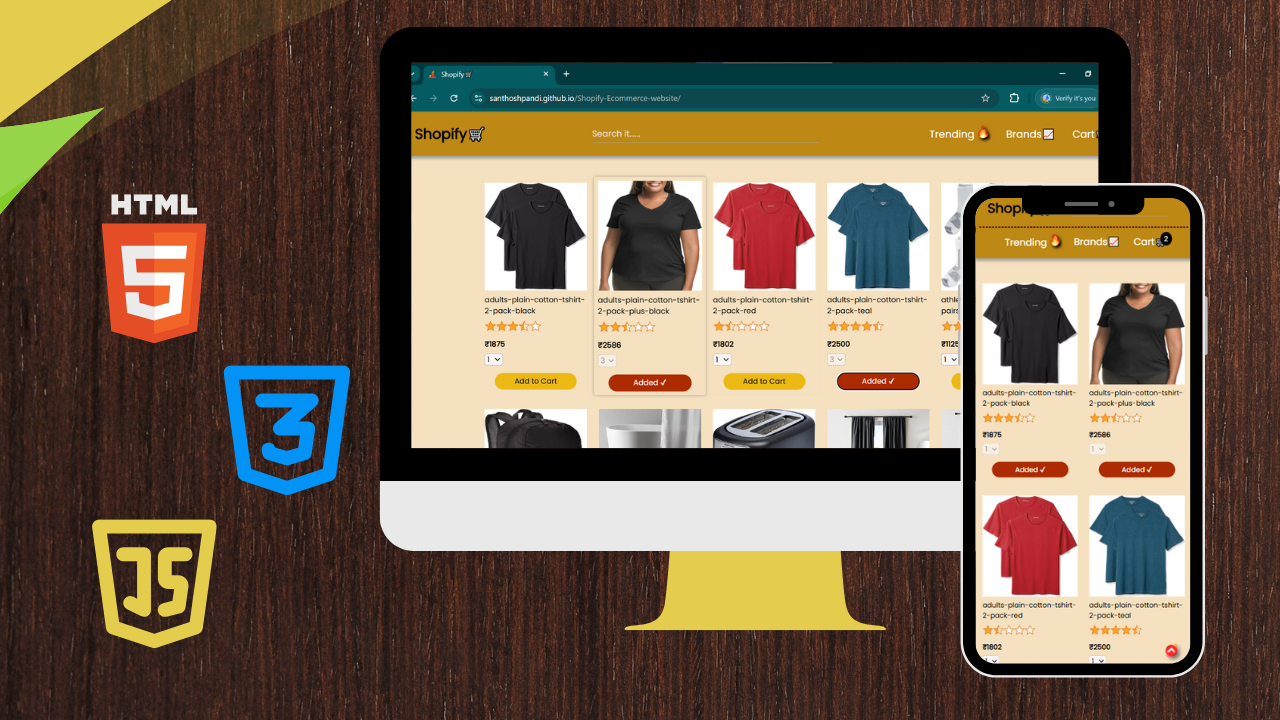 HTML
5
3
JS
Shopify
santhoshpandi.github.io/Shopify-Ecommerce-website/
Verify it's you
Shopify
Search it......
Trending
Brands
Cart
adults-plain-cotton-tshirt-
2-pack-black
₹1875
1
Add to Cart
adults-plain-cotton-tshirt-
2-pack-plus-black
₹2586
3
Added ✓
adults-plain-cotton-tshirt-
2-pack-red
₹1802
1
Add to Cart
adults-plain-cotton-tshirt-
2-pack-teal
₹2500
3
Added ✓
athle
pairs
₹1125
1
Shopify
Trending
Brands
Cart
2
adults-plain-cotton-tshirt-
2-pack-black
₹1875
1
Added ✓
adults-plain-cotton-tshirt-
2-pack-plus-black
₹2586
1
Added ✓
adults-plain-cotton-tshirt-
2-pack-red
₹1802
1
adults-plain-cotton-tshirt-
2-pack-teal
₹2500
1